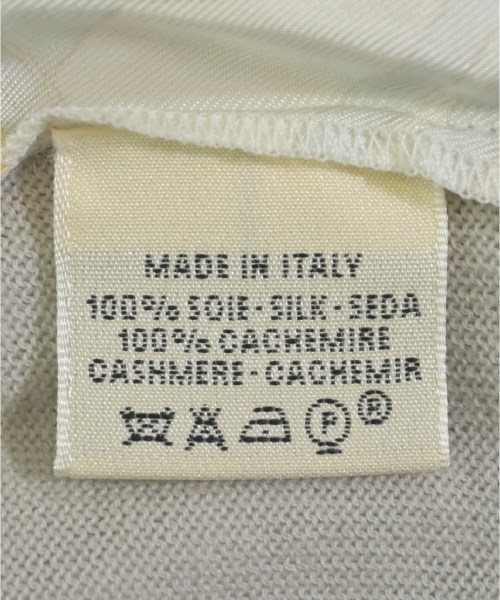 MADE IN ITALY
100% SOIE · SILK · SEDA
100% CACHEMIRE
CASHMERE · CACHEMIR
P ®